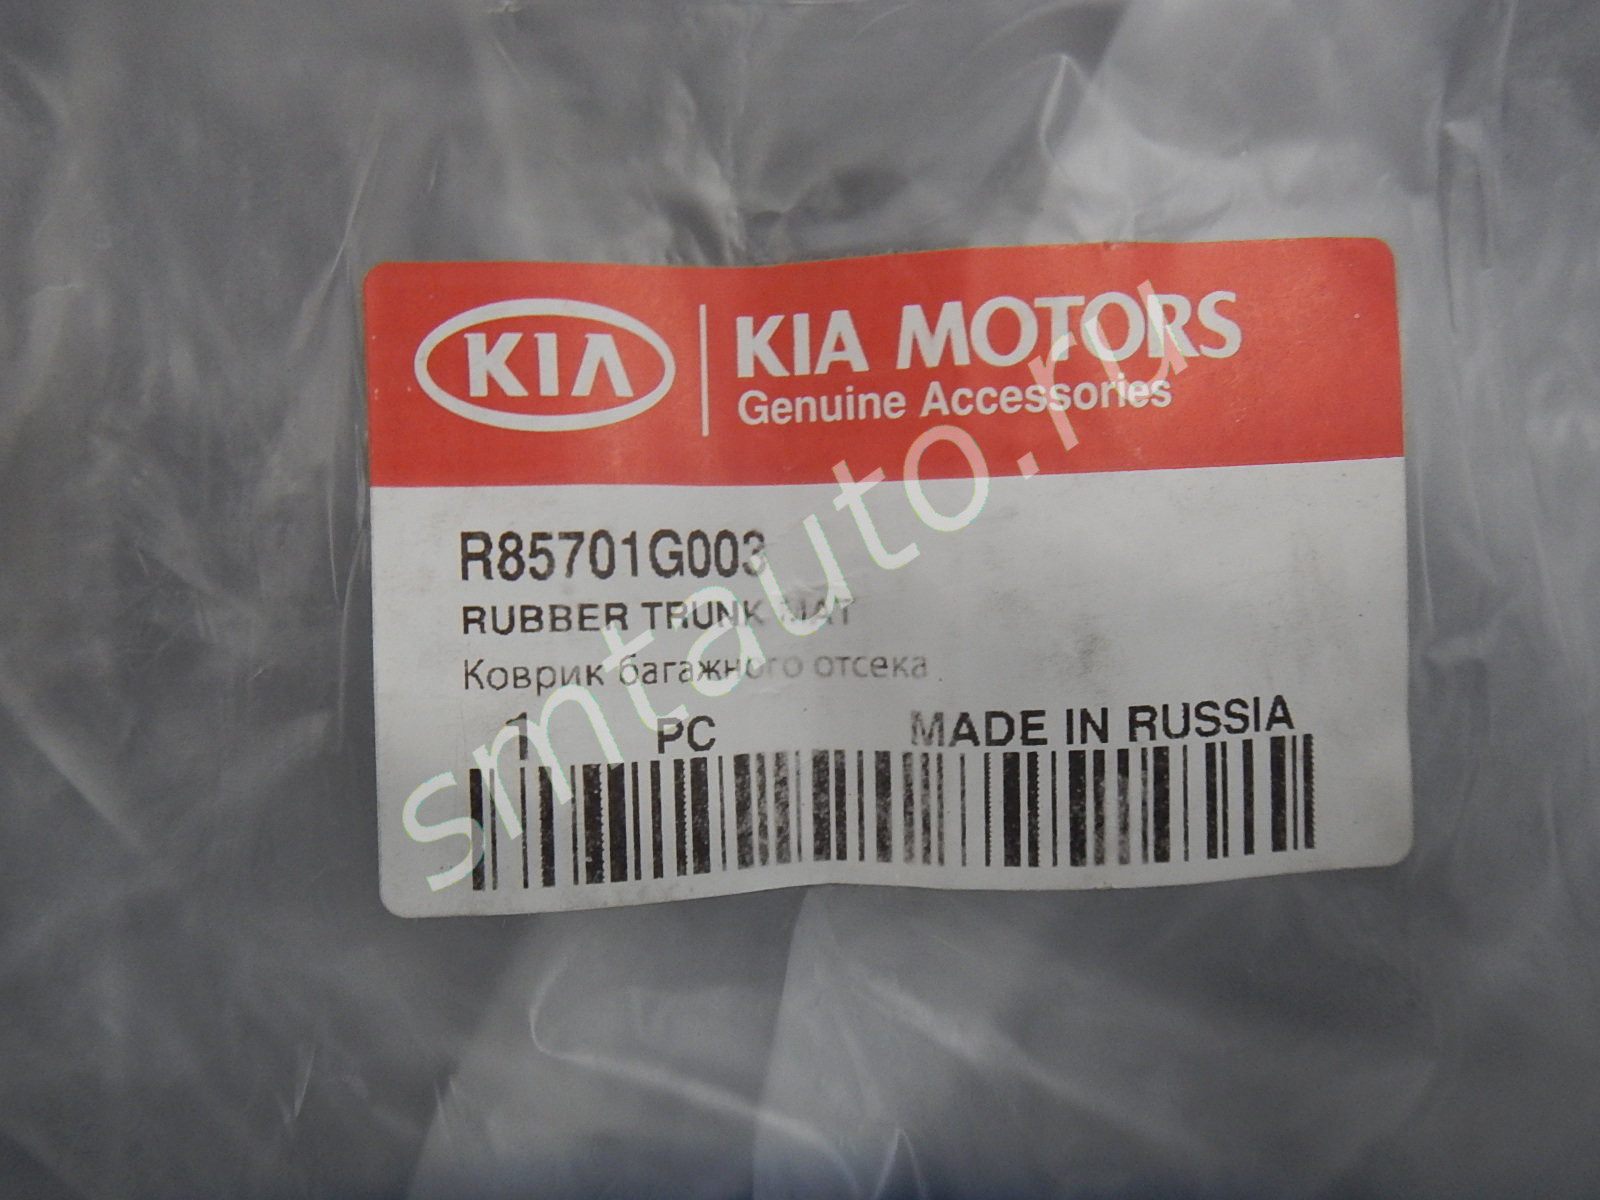 KIA
KIA MOTORS
Genuine Accessories
R85701G003
RUBBER TRUNK MAT
Коврик багажного отсека
1 PC MADE IN RUSSIA
smtauto.ru